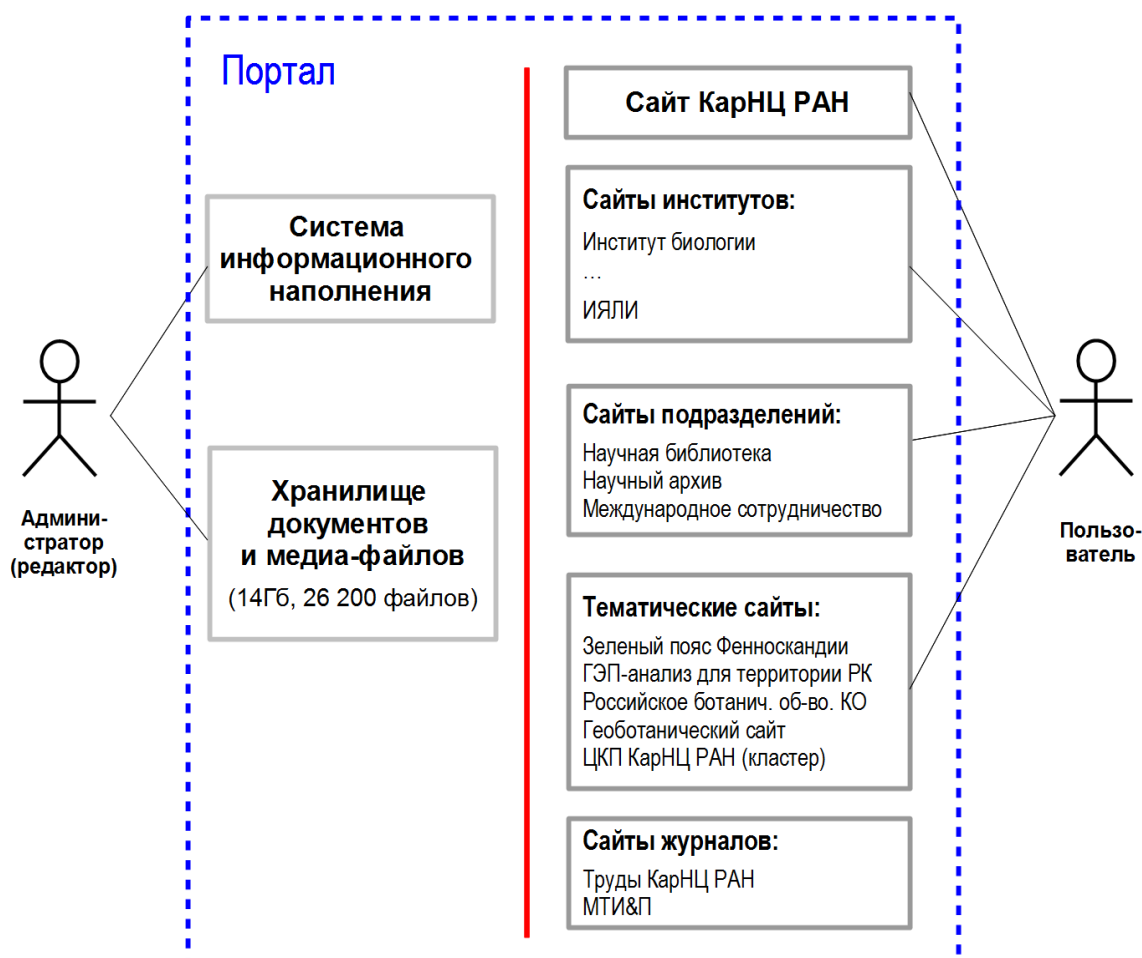 Портал
Сайт КарНЦ РАН
Сайты институтов:
Институт биологии
…
ИЯЛИ
Система
информационного
наполнения
Сайты подразделений:
Научная библиотека
Научный архив
Международное сотрудничество
Хранилище
документов
и медиа-файлов
(14Гб, 26 200 файлов)
Админи-
стратор
(редактор)
Пользо-
ватель
Тематические сайты:
Зеленый пояс Фенноскандии
ГЭП-анализ для территории РК
Российское ботанич. об-во. КО
Геоботанический сайт
ЦКП КарНЦ РАН (кластер)
Сайты журналов:
Труды КарНЦ РАН
МТИ&П